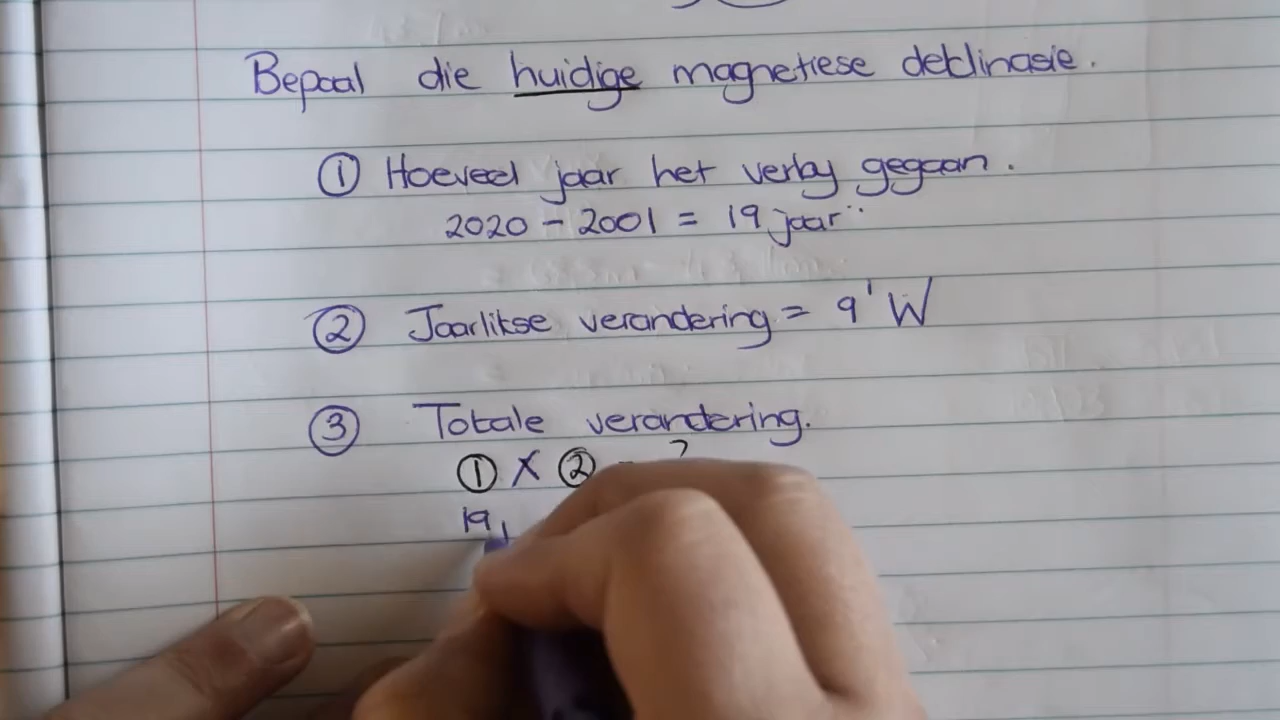 Bepaal die huidige magnetiese deklinasie.
① Hoeveel jaar het verby gegaan.
2020 - 2001 = 19 jaar
② Jaarlikse verandering = 9' W
③ Totale verandering.
① X ② - ?
19